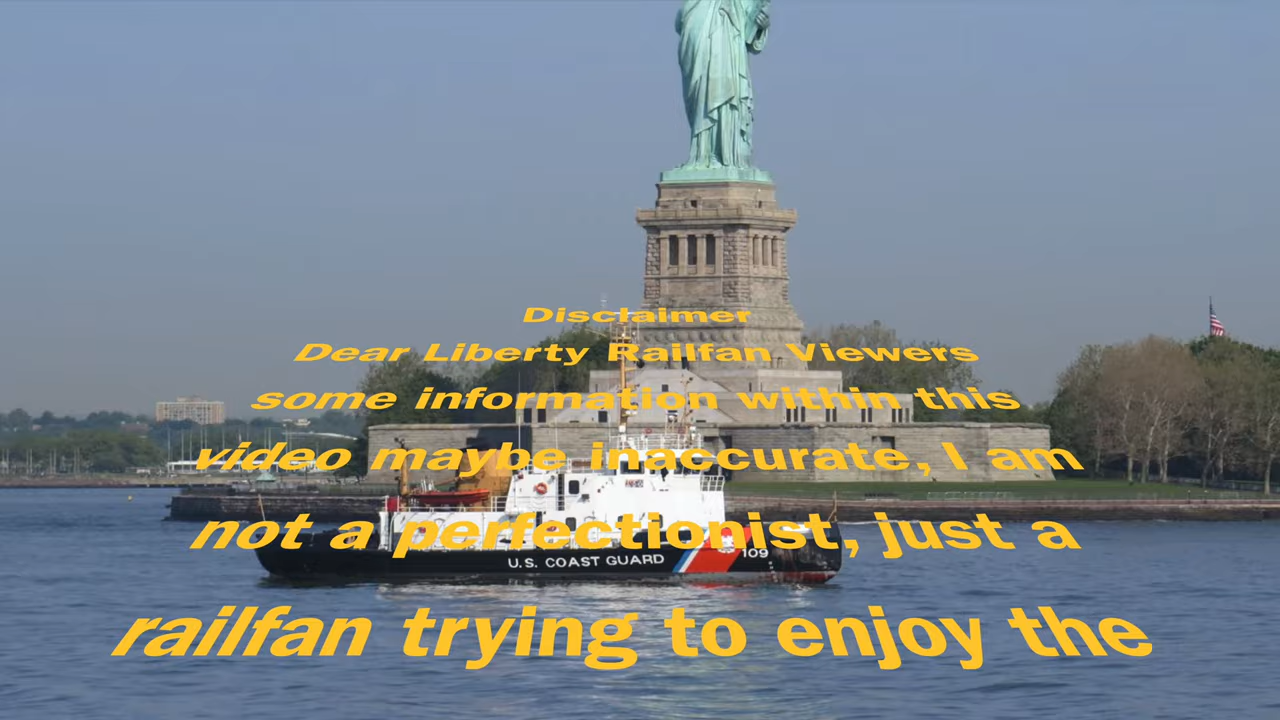 Disclaimer
Dear Liberty Railfan Viewers
some information within this
video maybe inaccurate, I am
not a perfectionist, just a
railfan trying to enjoy the
U.S. COAST GUARD
109